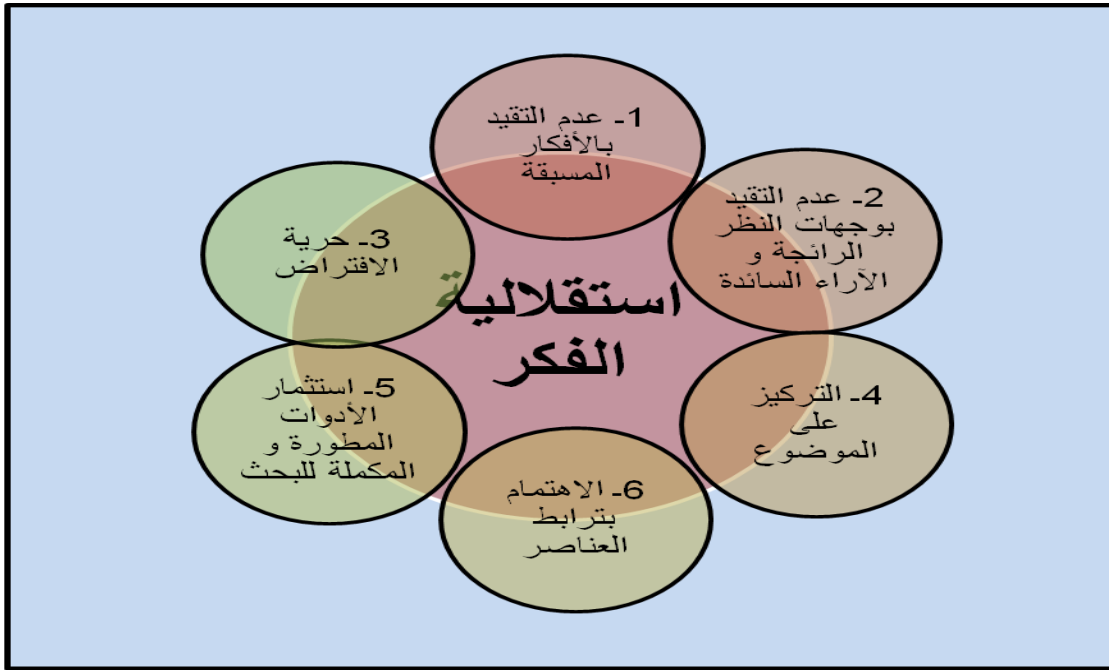 1- عدم التقيد
بالأفكار
المسبقة
2- عدم التقيد
بوجهات النظر
الرائجة و
الآراء السائدة
3- حرية
الافتراض
استقلالية
الفكر
4- التركيز
على
الموضوع
5- استثمار
الأدوات
المطورة و
المكملة للبحث
6- الاهتمام
بترابط
العناصر